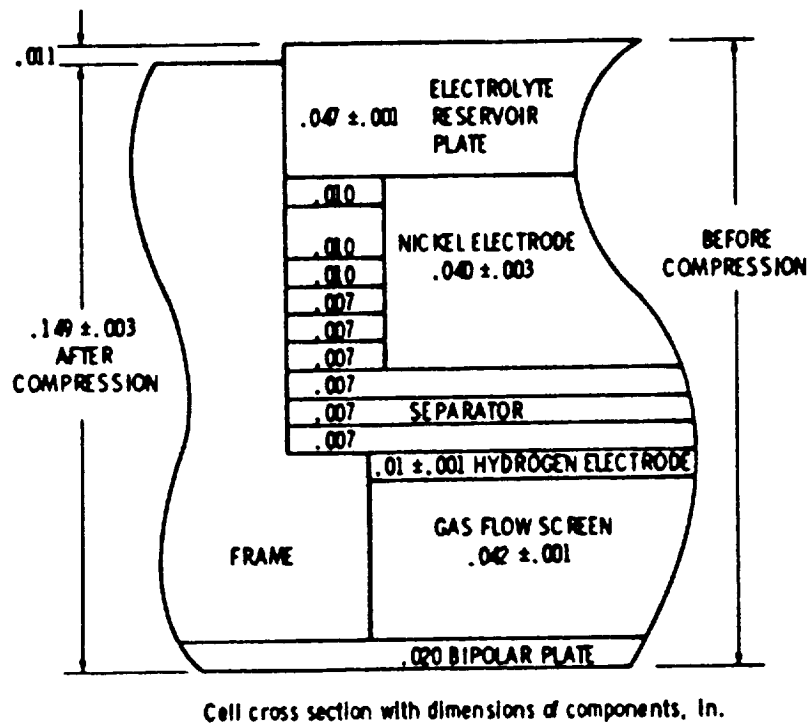 .011
ELECTROLYTE
.047 ±.001 RESERVOIR
PLATE
.010
NICKEL ELECTRODE
.010
.040 ±.003
.010
.007
BEFORE
COMPRESSION
.149 ±.003
AFTER
COMPRESSION
.007
.007
.007
.007 SEPARATOR
.007
.01 ±.001 HYDROGEN ELECTRODE
GAS FLOW SCREEN
.042 ±.001
FRAME
.020 BIPOLAR PLATE
Cell cross section with dimensions of components, in.